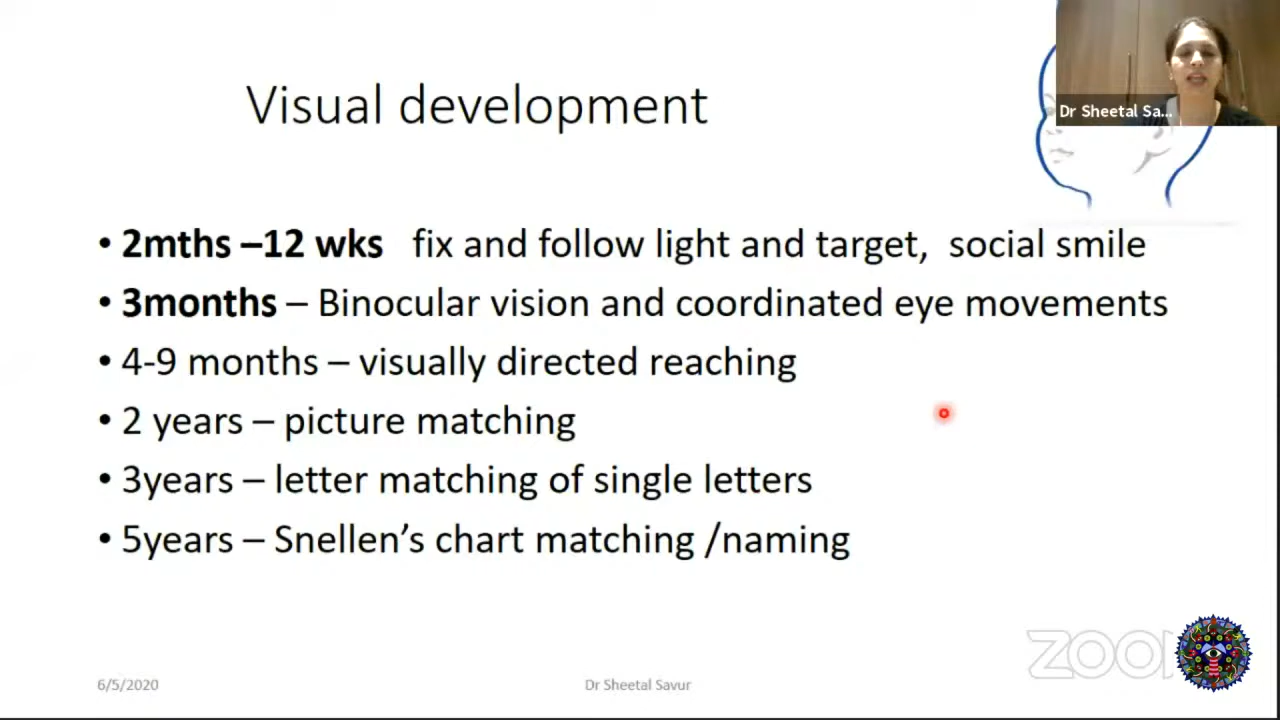 Visual development
Dr Sheetal Sa...
• 2mths –12 wks fix and follow light and target, social smile
• 3months – Binocular vision and coordinated eye movements
• 4-9 months – visually directed reaching
• 2 years – picture matching
• 3years – letter matching of single letters
• 5years – Snellen’s chart matching /naming
6/5/2020
Dr Sheetal Savur